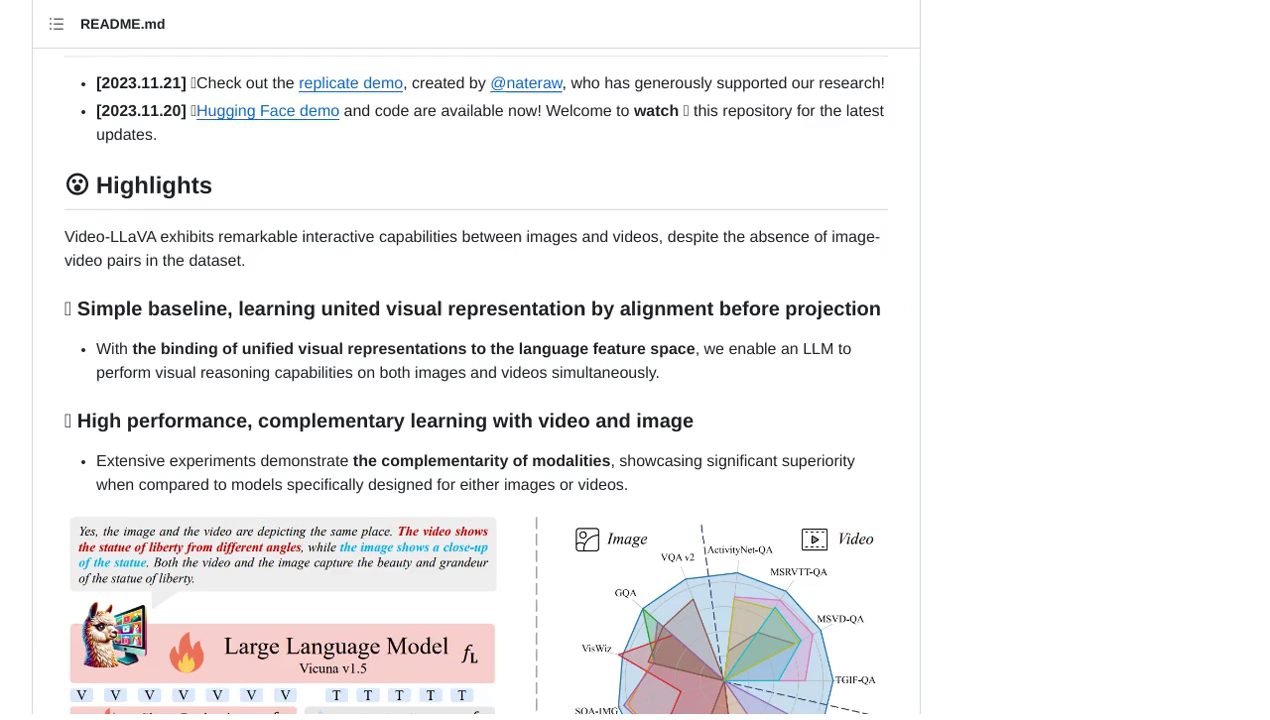 README.md
[2023.11.21] Check out the replicate demo, created by @nateraw, who has generously supported our research!
[2023.11.20] Hugging Face demo and code are available now! Welcome to watch this repository for the latest
updates.
😮 Highlights
Video-LLaVA exhibits remarkable interactive capabilities between images and videos, despite the absence of image-
video pairs in the dataset.
Simple baseline, learning united visual representation by alignment before projection
With the binding of unified visual representations to the language feature space, we enable an LLM to
perform visual reasoning capabilities on both images and videos simultaneously.
High performance, complementary learning with video and image
Extensive experiments demonstrate the complementarity of modalities, showcasing significant superiority
when compared to models specifically designed for either images or videos.
Yes, the image and the video are depicting the same place. The video shows
the statue of liberty from different angles, while the image shows a close-up
of the statue. Both the video and the image capture the beauty and grandeur
of the statue of liberty.
Large Language Model fL
Vicuna v1.5
V V V V V V V T T T T T
Image
Video
VQA v2
ActivityNet-QA
MSRVTT-QA
GQA
MSVD-QA
VisWiz
TGIF-QA
SQA-IMG